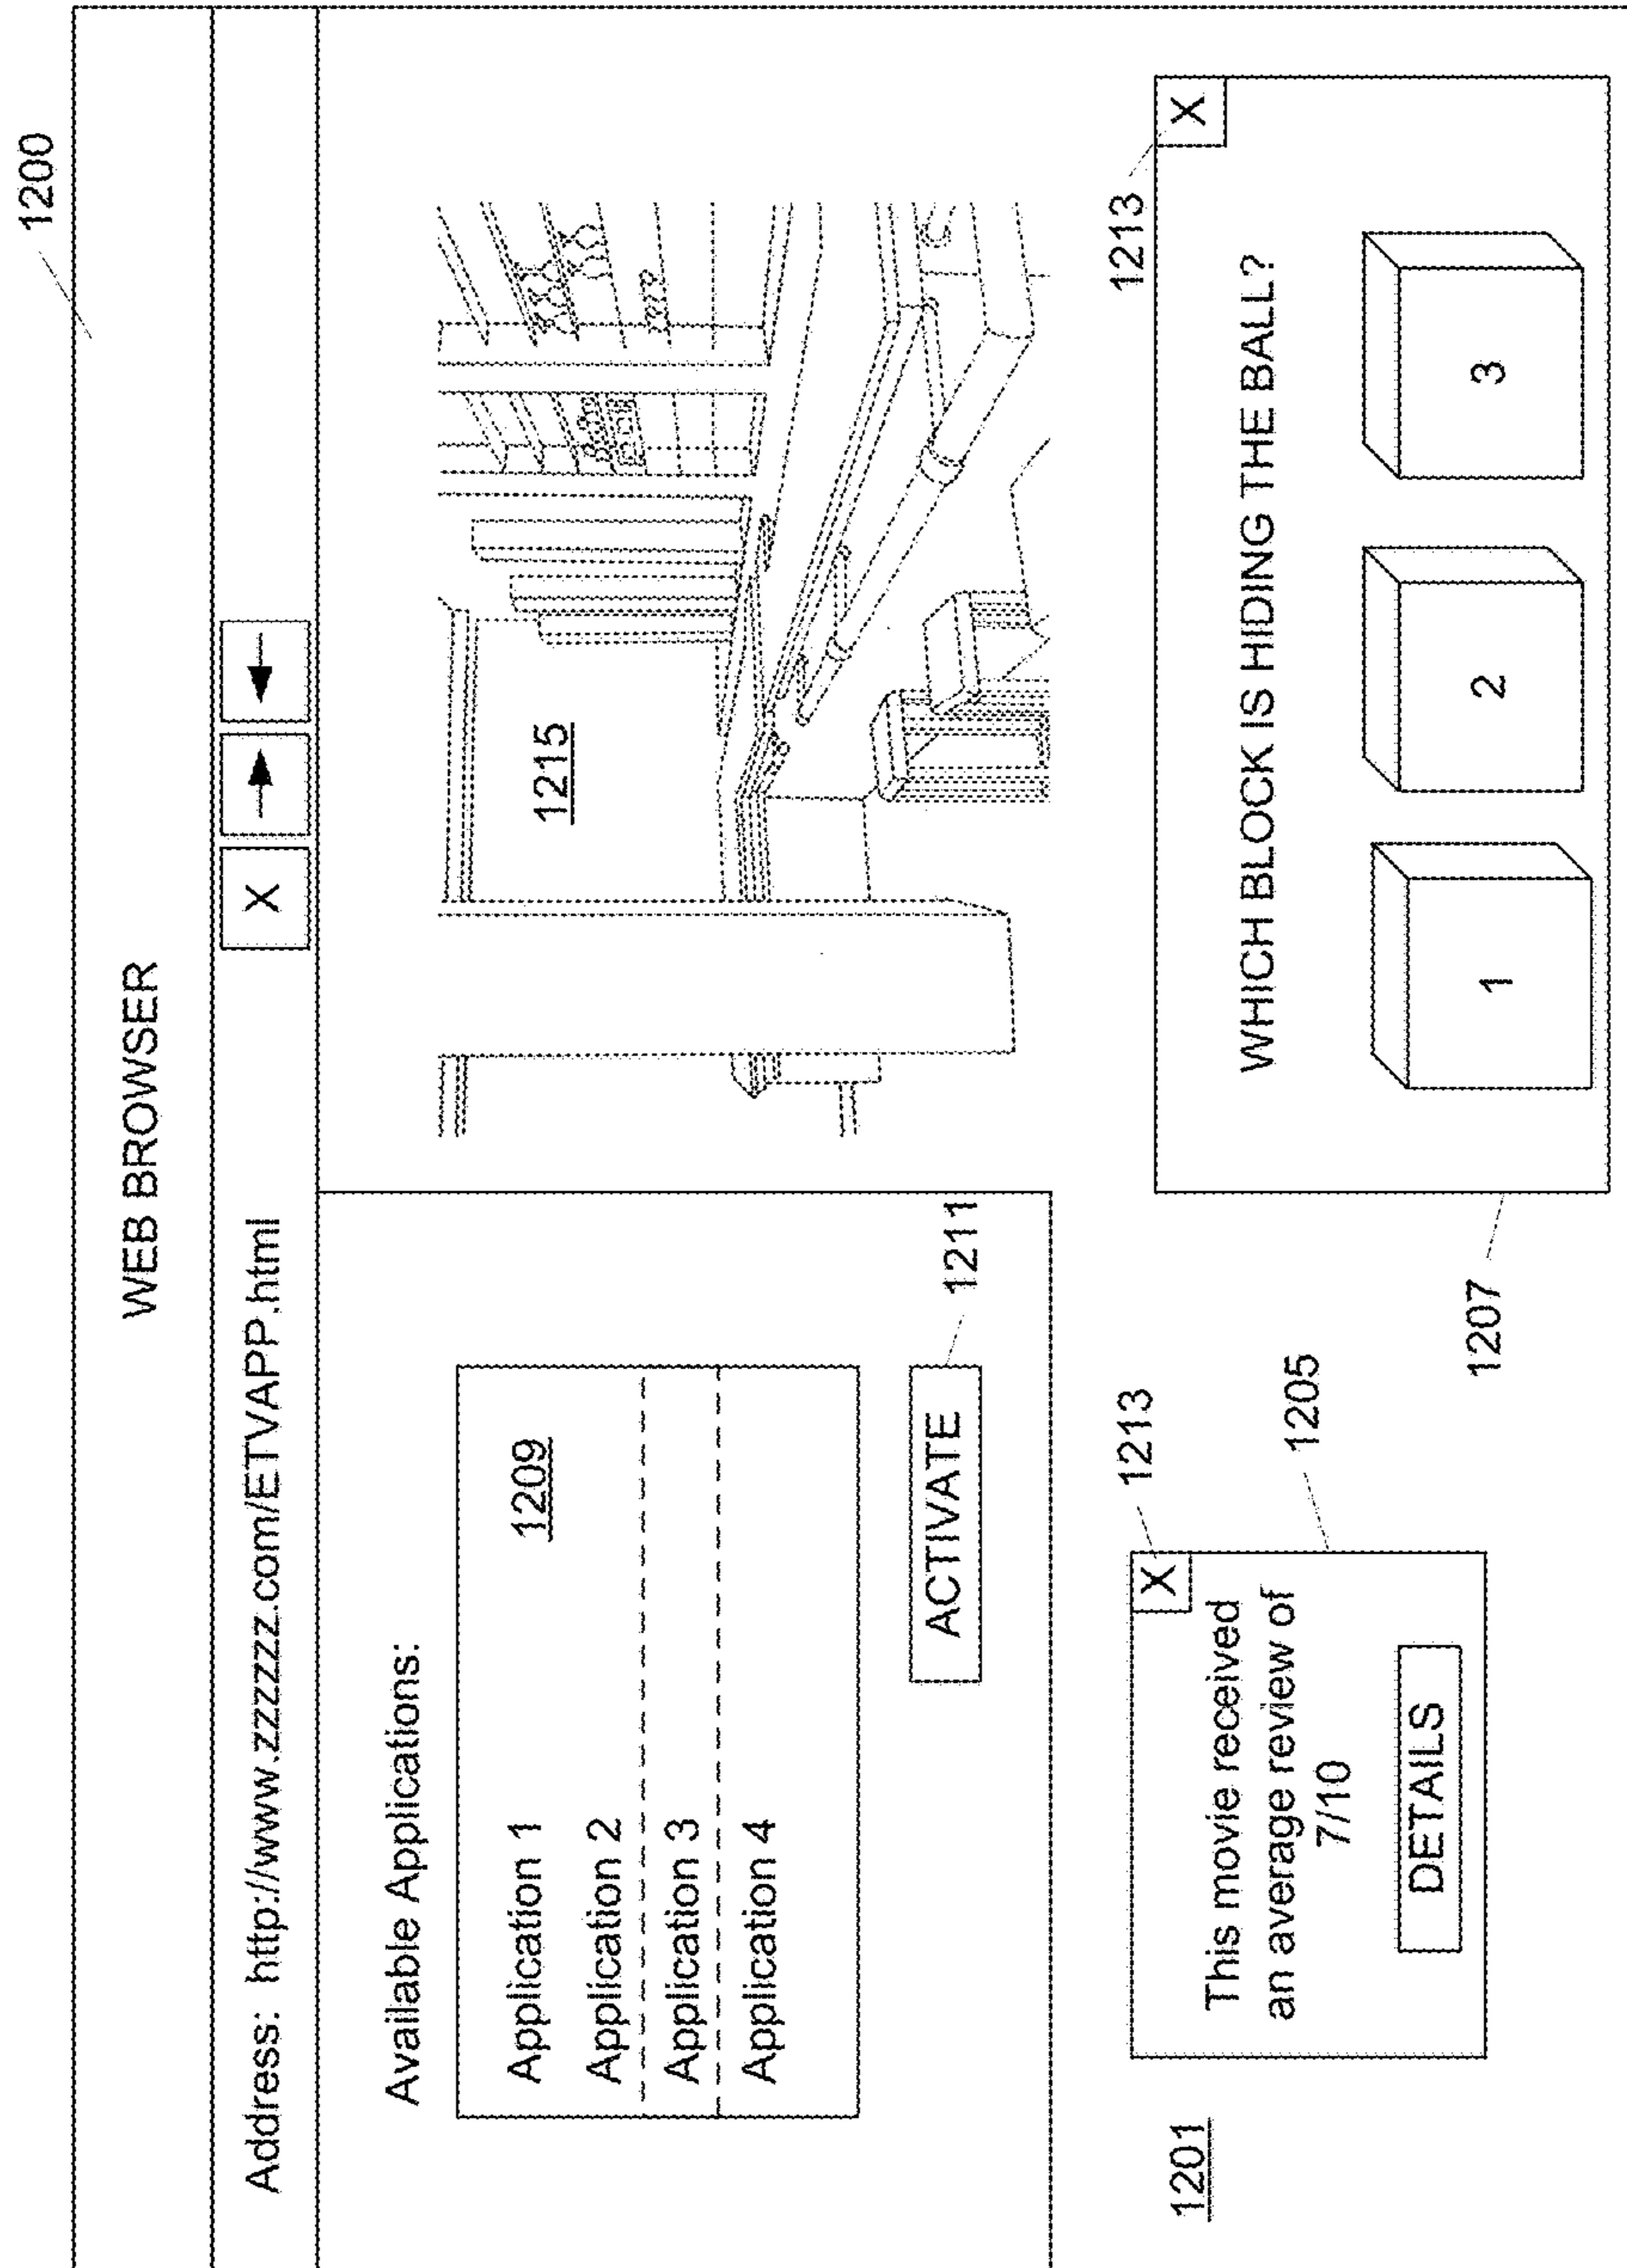 1200
WEB BROWSER
Address: http://www.zzzzzz.com/ETVAPP.html
X
Available Applications:
1209
Application 1
Application 2
Application 3
Application 4
ACTIVATE
1211
1215
1201
1213
X
This movie received
an average review of
7/10
DETAILS
1205
1213
X
WHICH BLOCK IS HIDING THE BALL?
1
2
3
1207